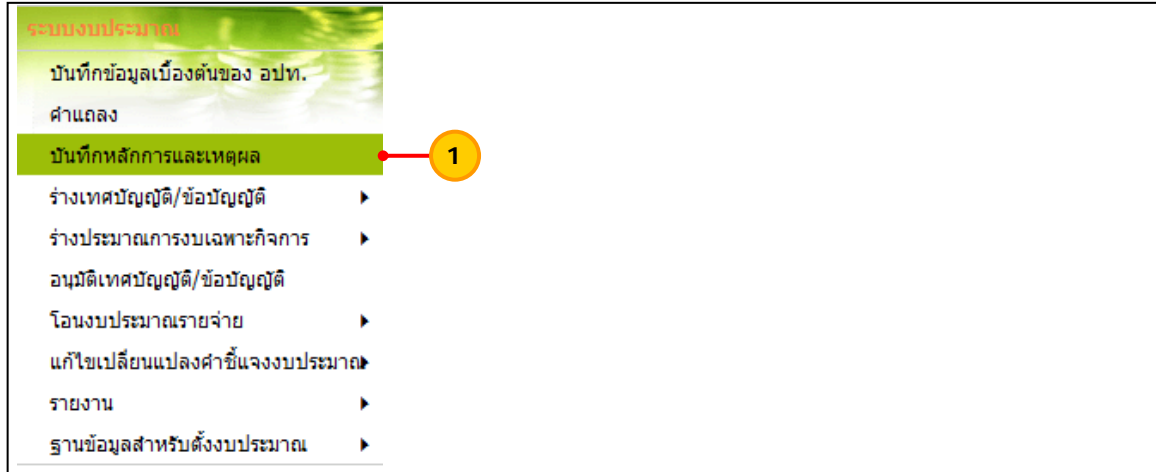 ระบบงบประมาณ
บันทึกข้อมูลเบื้องต้นของ อปท.
คำแถลง
บันทึกหลักการและเหตุผล
1
ร่างเทศบัญญัติ/ข้อบัญญัติ
ร่างประมาณการงบเฉพาะกิจการ
อนุมัติเทศบัญญัติ/ข้อบัญญัติ
โอนงบประมาณรายจ่าย
แก้ไขเปลี่ยนแปลงคำชี้แจงงบประมาณ
รายงาน
ฐานข้อมูลสำหรับตั้งงบประมาณ